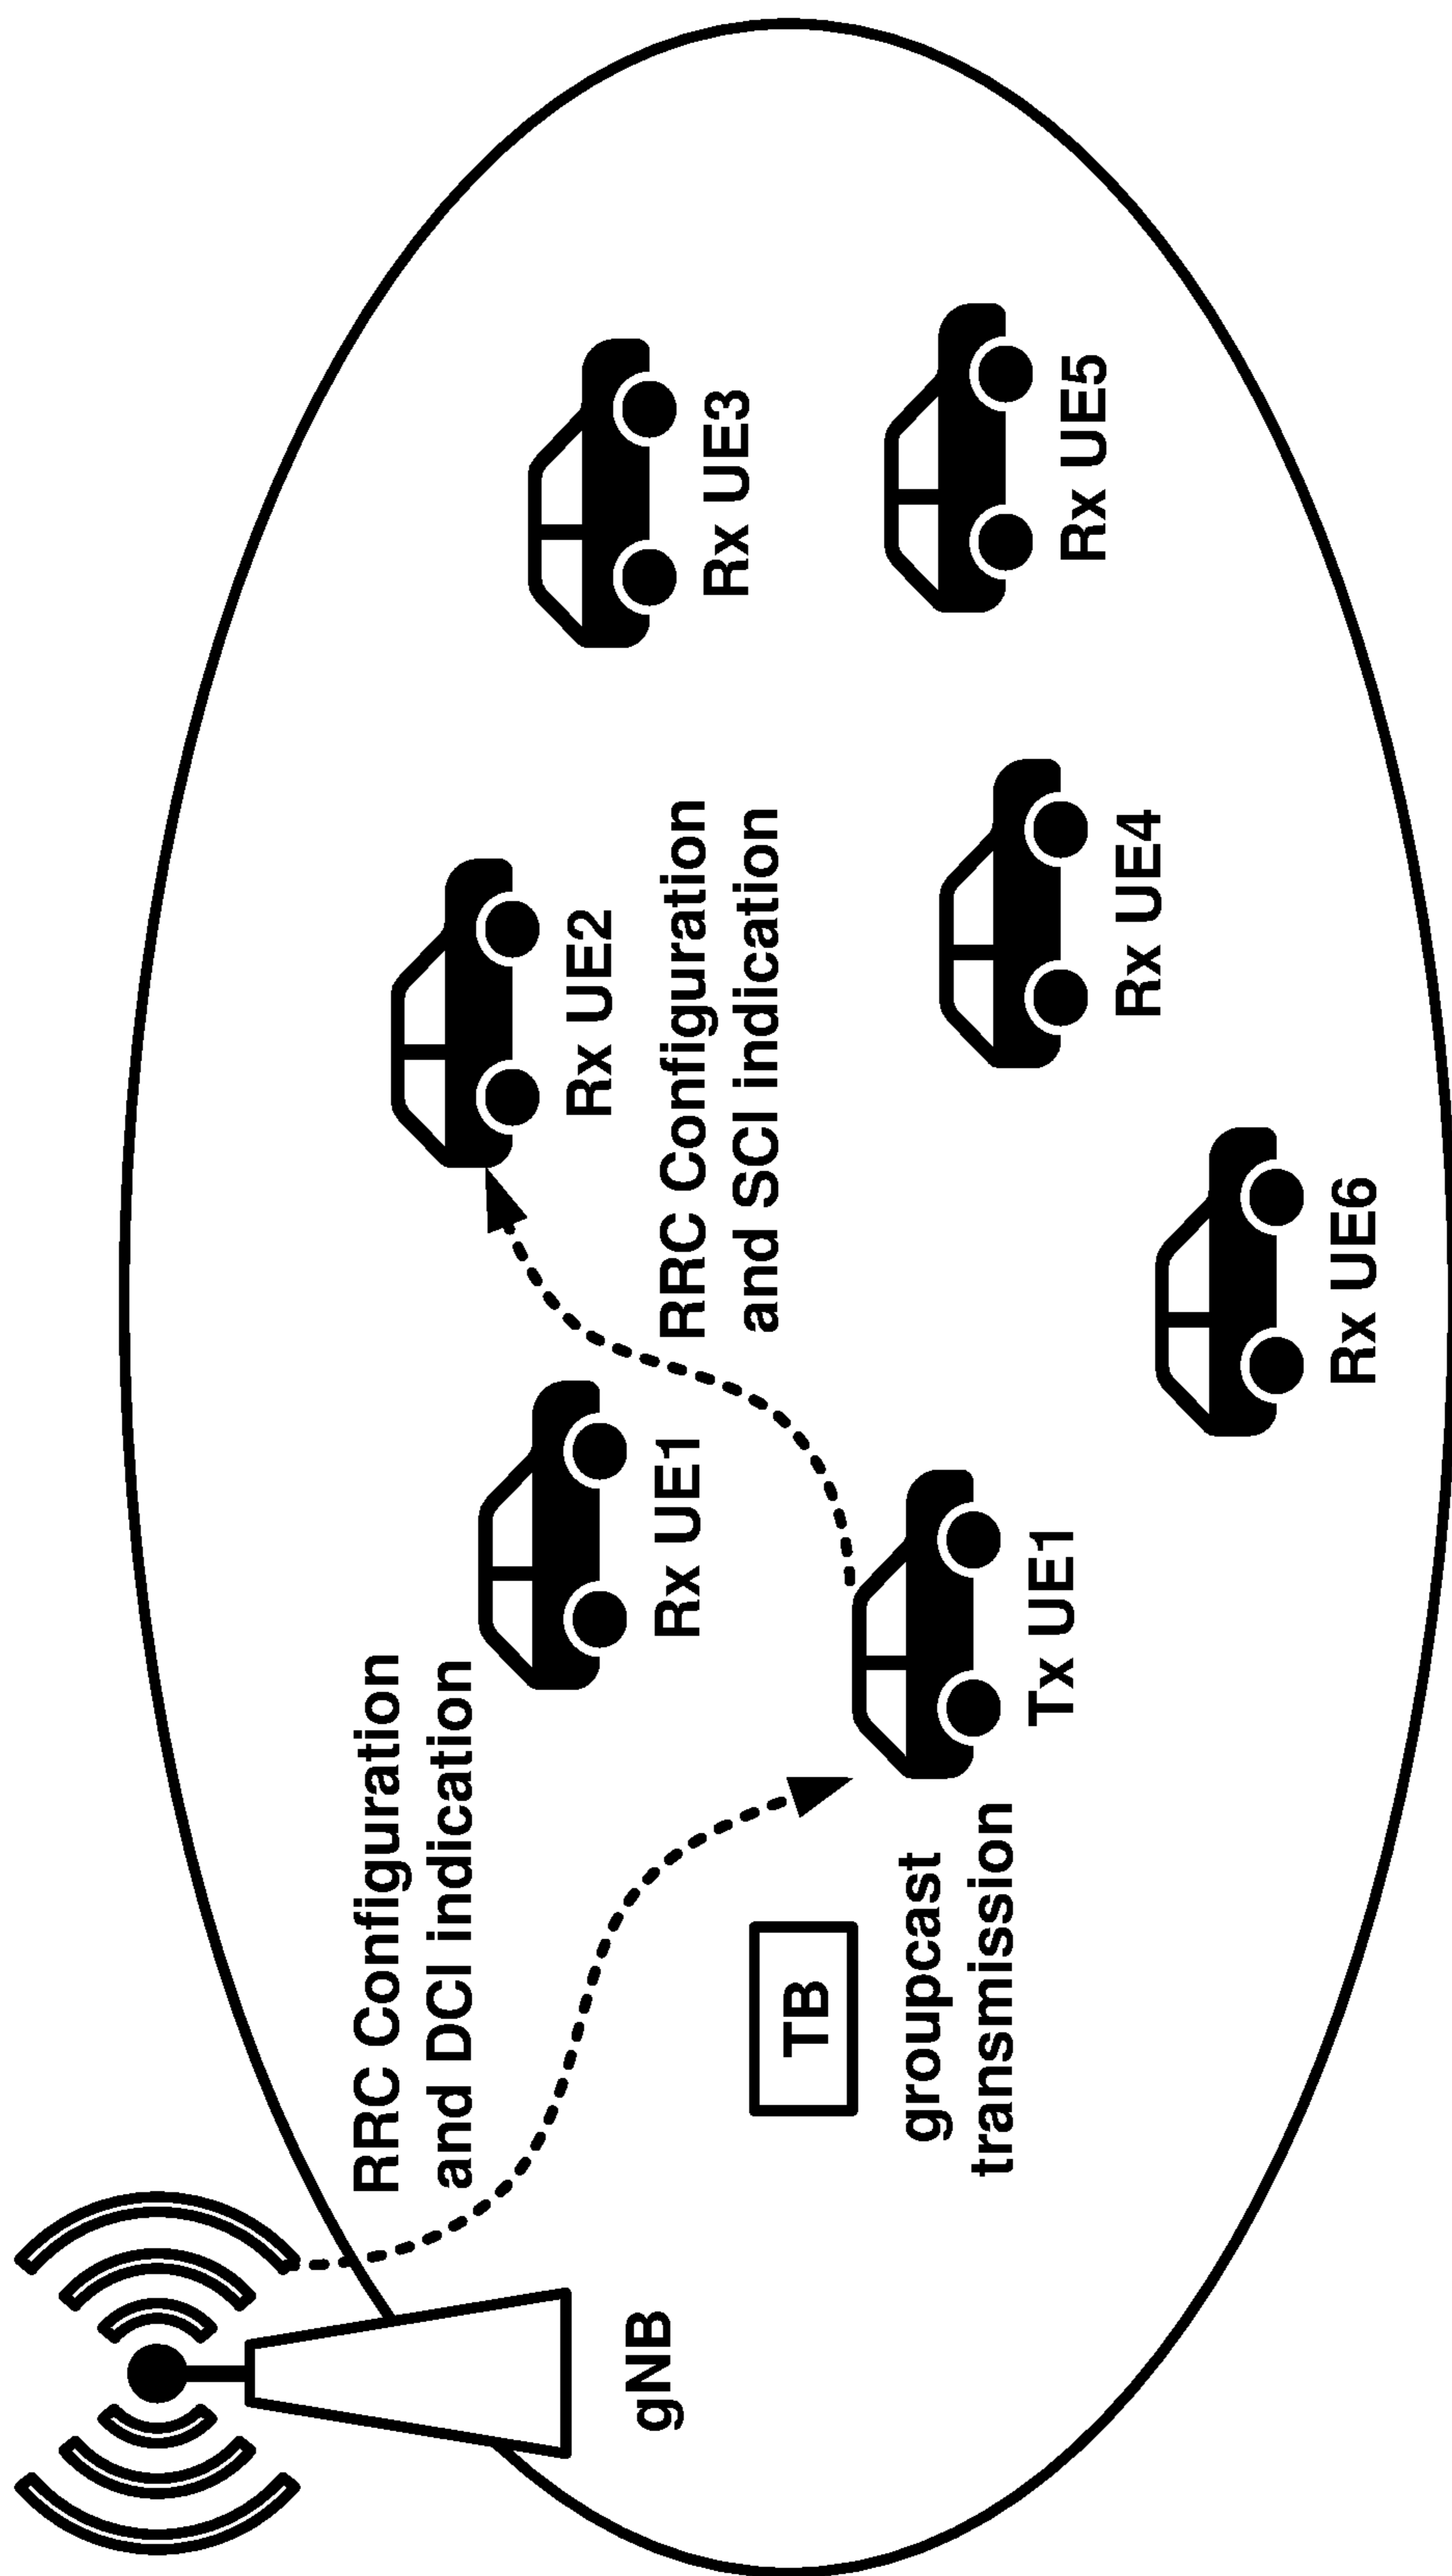 gNB
RRC Configuration
and DCI indication
TB
groupcast
transmission
Rx UE1
Tx UE1
RRC Configuration
and SCI indication
Rx UE2
Rx UE3
Rx UE4
Rx UE5
Rx UE6